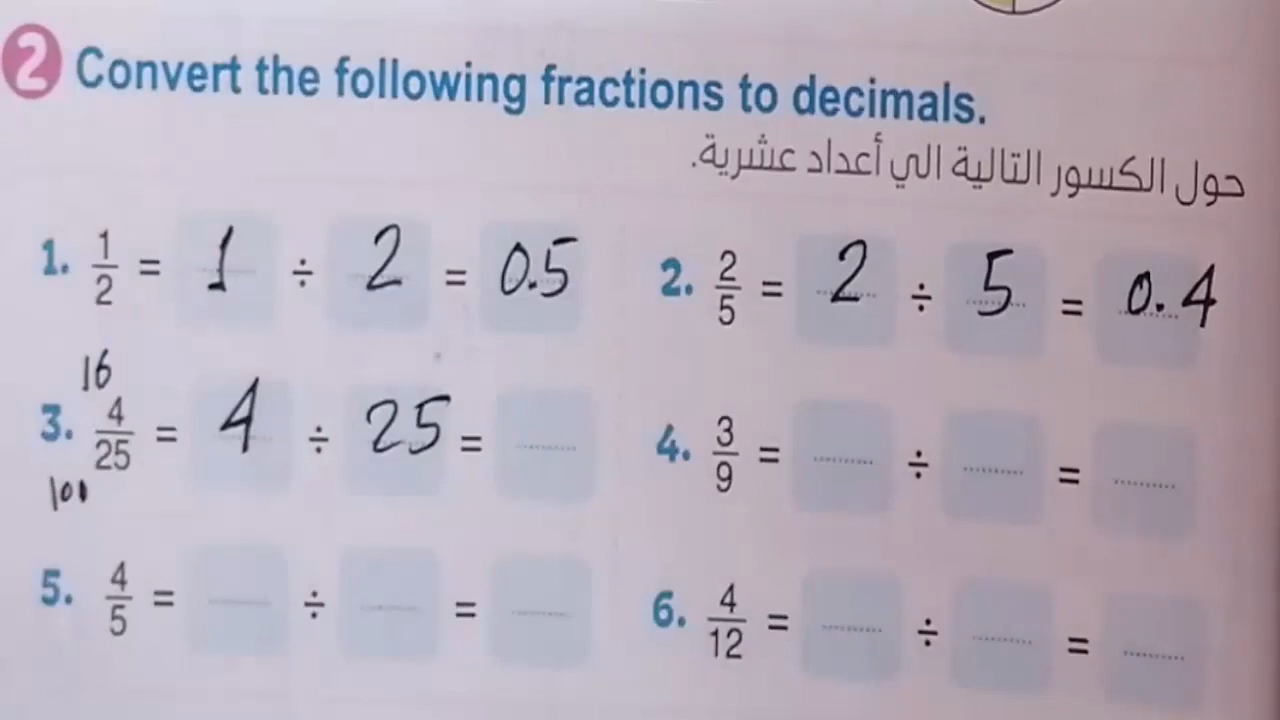 2 Convert the following fractions to decimals.
حول الكسور التالية الي أعداد عشرية.
1. 1/2 = 1 ÷ 2 = 0.5
2. 2/5 = 2 ÷ 5 = 0.4
16
3. 4/25 = 4 ÷ 25 = ........
100
4. 3/9 = ........ ÷ ........ = ........
5. 4/5 = ........ ÷ ........ = ........
6. 4/12 = ........ ÷ ........ = ........